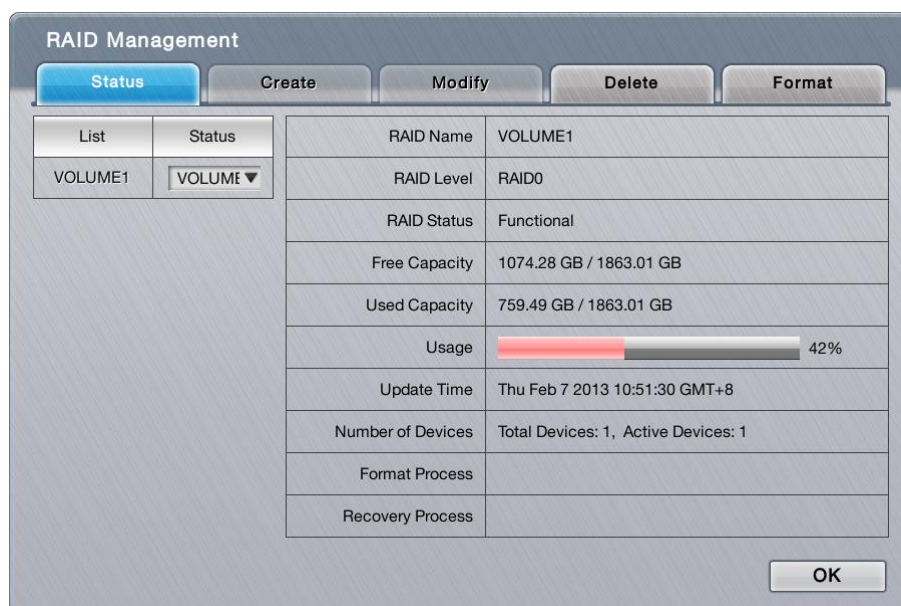 RAID Management
Status Create Modify Delete Format
List Status
VOLUME1 VOLUME
RAID Name VOLUME1
RAID Level RAID0
RAID Status Functional
Free Capacity 1074.28 GB / 1863.01 GB
Used Capacity 759.49 GB / 1863.01 GB
Usage 42%
Update Time Thu Feb 7 2013 10:51:30 GMT+8
Number of Devices Total Devices: 1, Active Devices: 1
Format Process
Recovery Process
OK